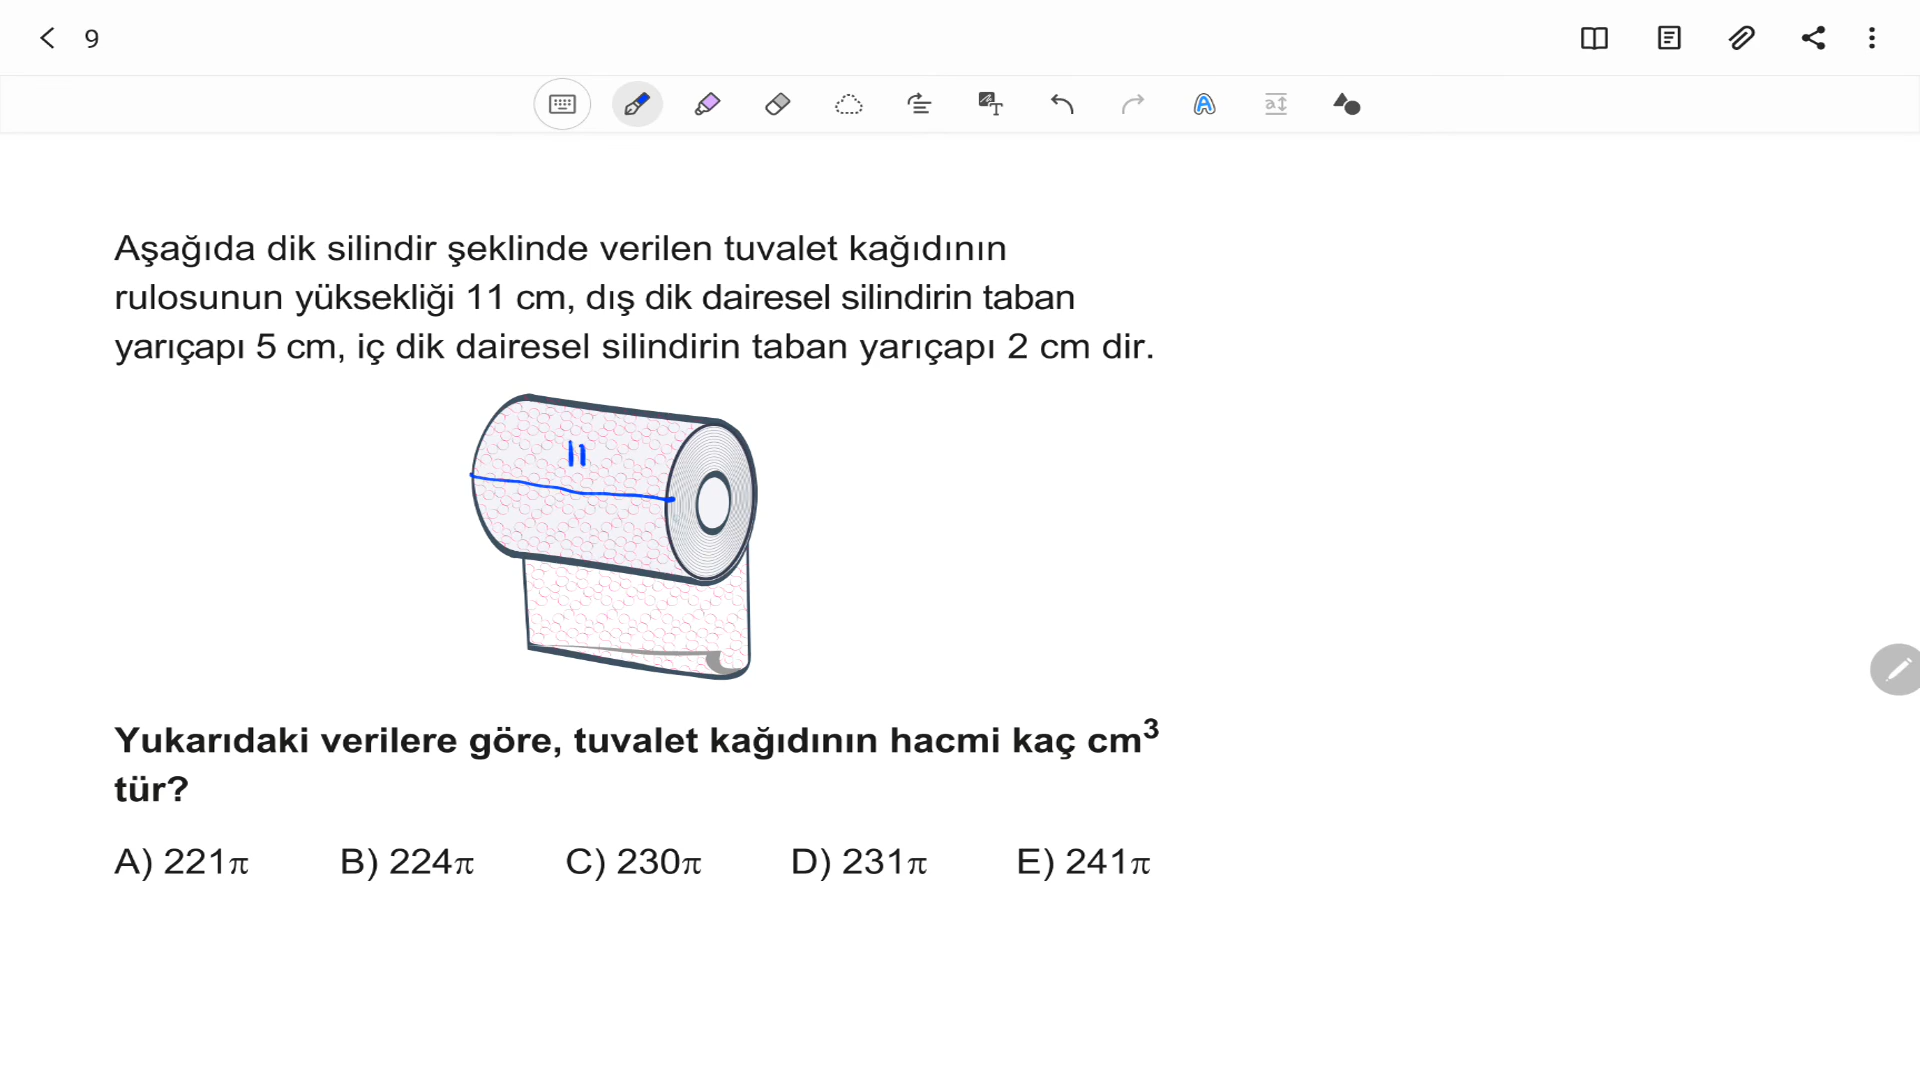 9
Aşağıda dik silindir şeklinde verilen tuvalet kağıdının
rulosunun yüksekliği 11 cm, dış dik dairesel silindirin taban
yarıçapı 5 cm, iç dik dairesel silindirin taban yarıçapı 2 cm dir.
11
Yukarıdaki verilere göre, tuvalet kağıdının hacmi kaç cm³
tür?
A) 221π B) 224π C) 230π D) 231π E) 241π